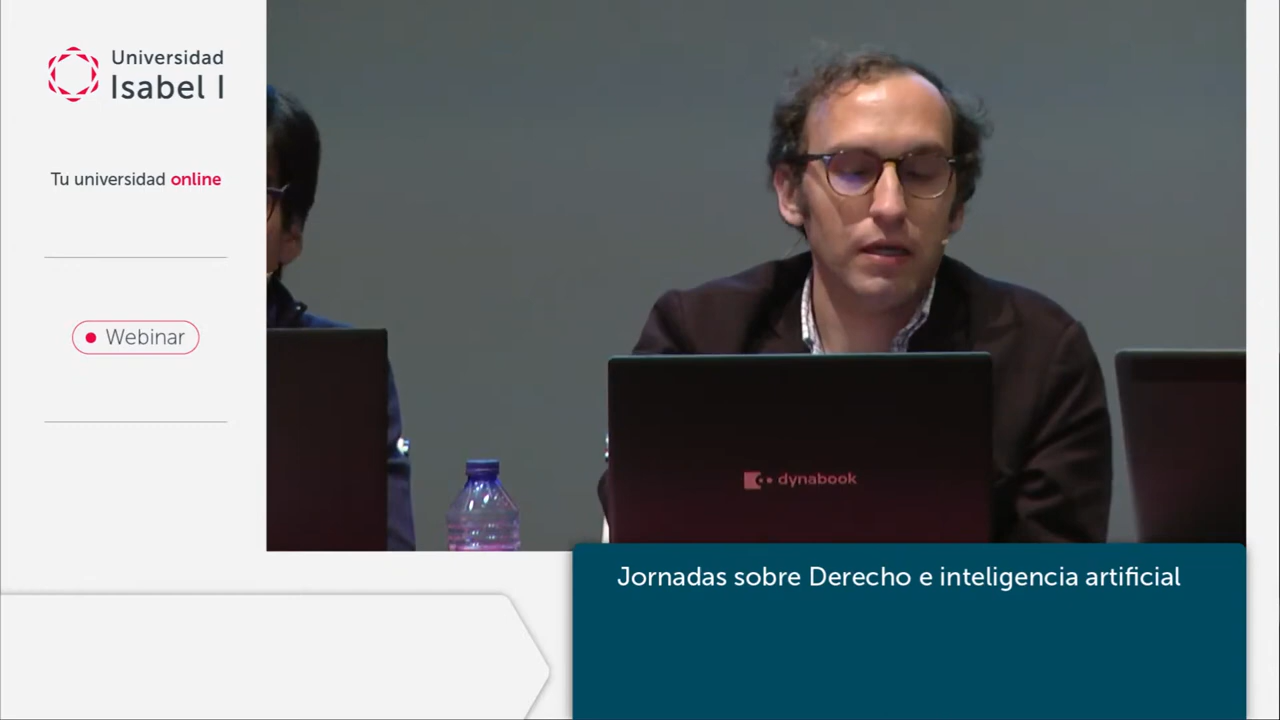 Universidad
Isabel I
Tu universidad online
Webinar
dynabook
Jornadas sobre Derecho e inteligencia artificial